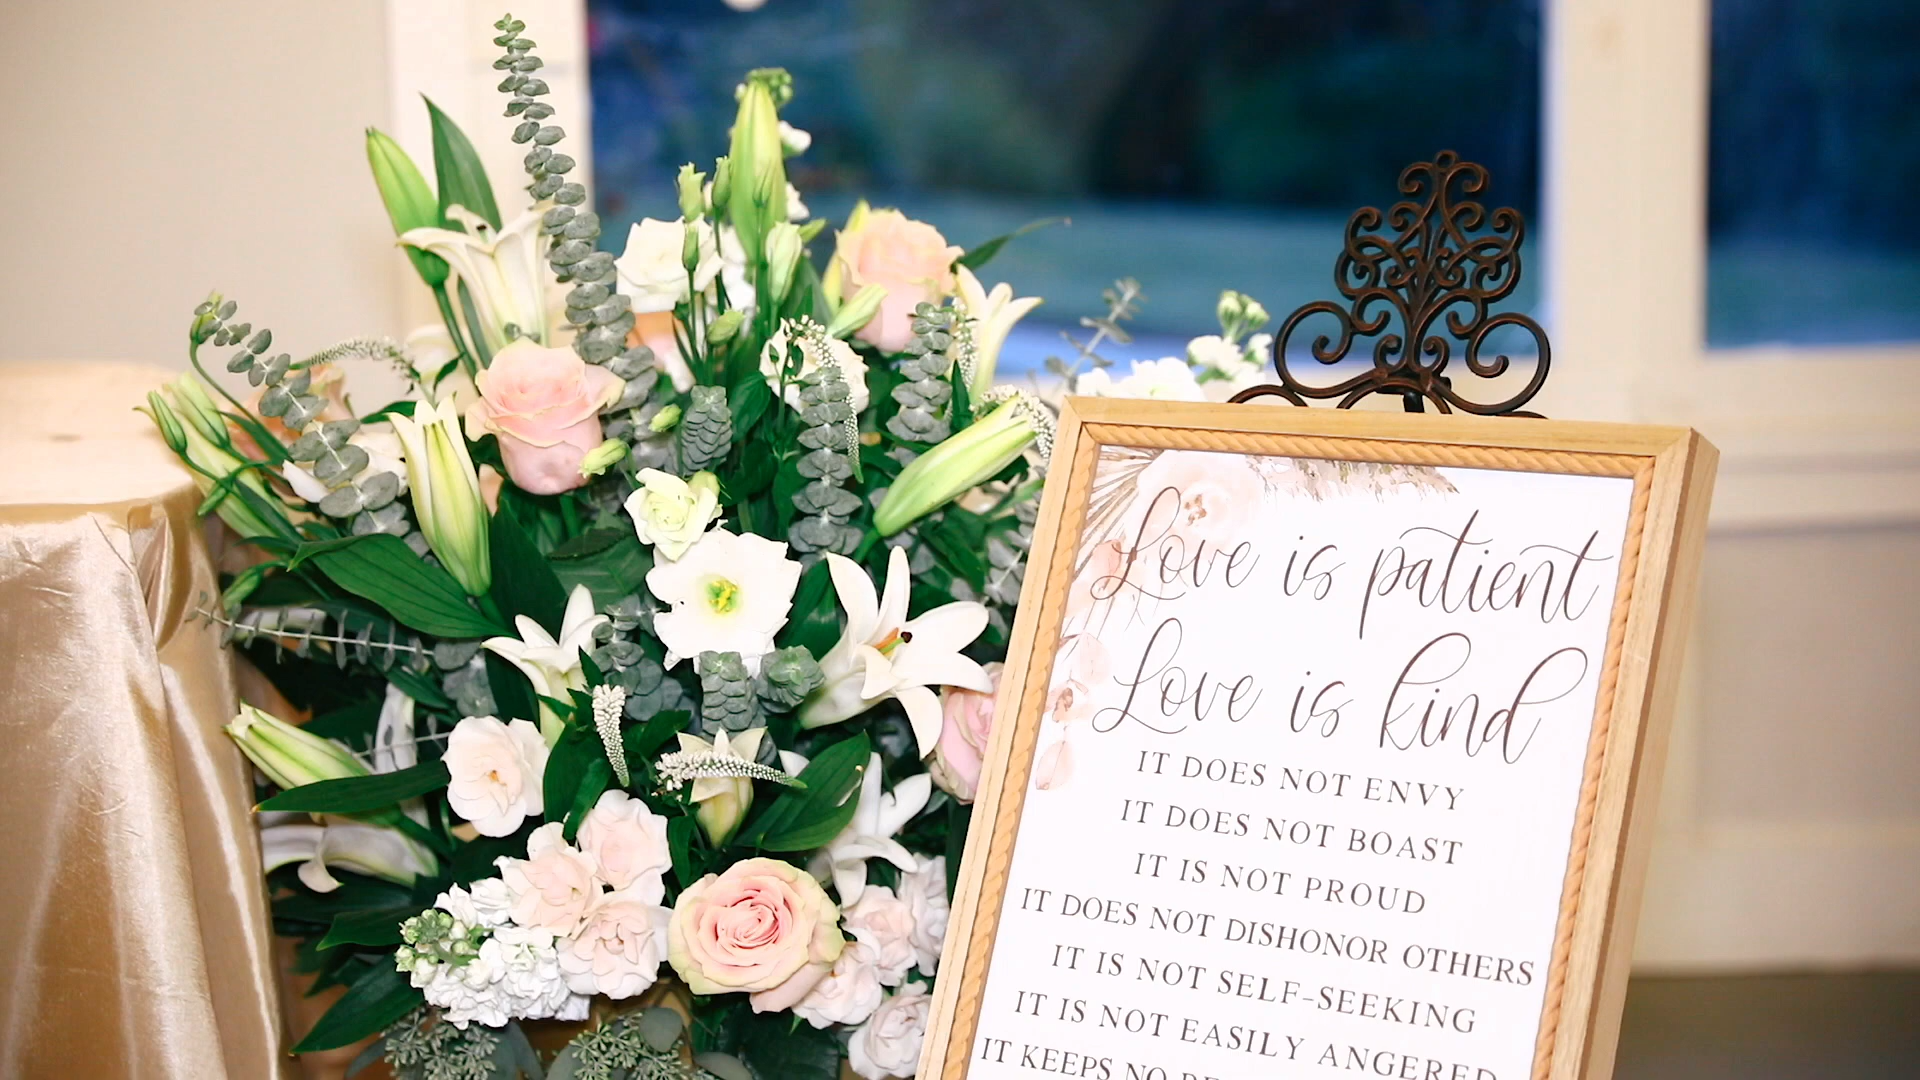 Love is patient
Love is kind
IT DOES NOT ENVY
IT DOES NOT BOAST
IT IS NOT PROUD
IT DOES NOT DISHONOR OTHERS
IT IS NOT SELF-SEEKING
IT IS NOT EASILY ANGERED
IT KEEPS NO